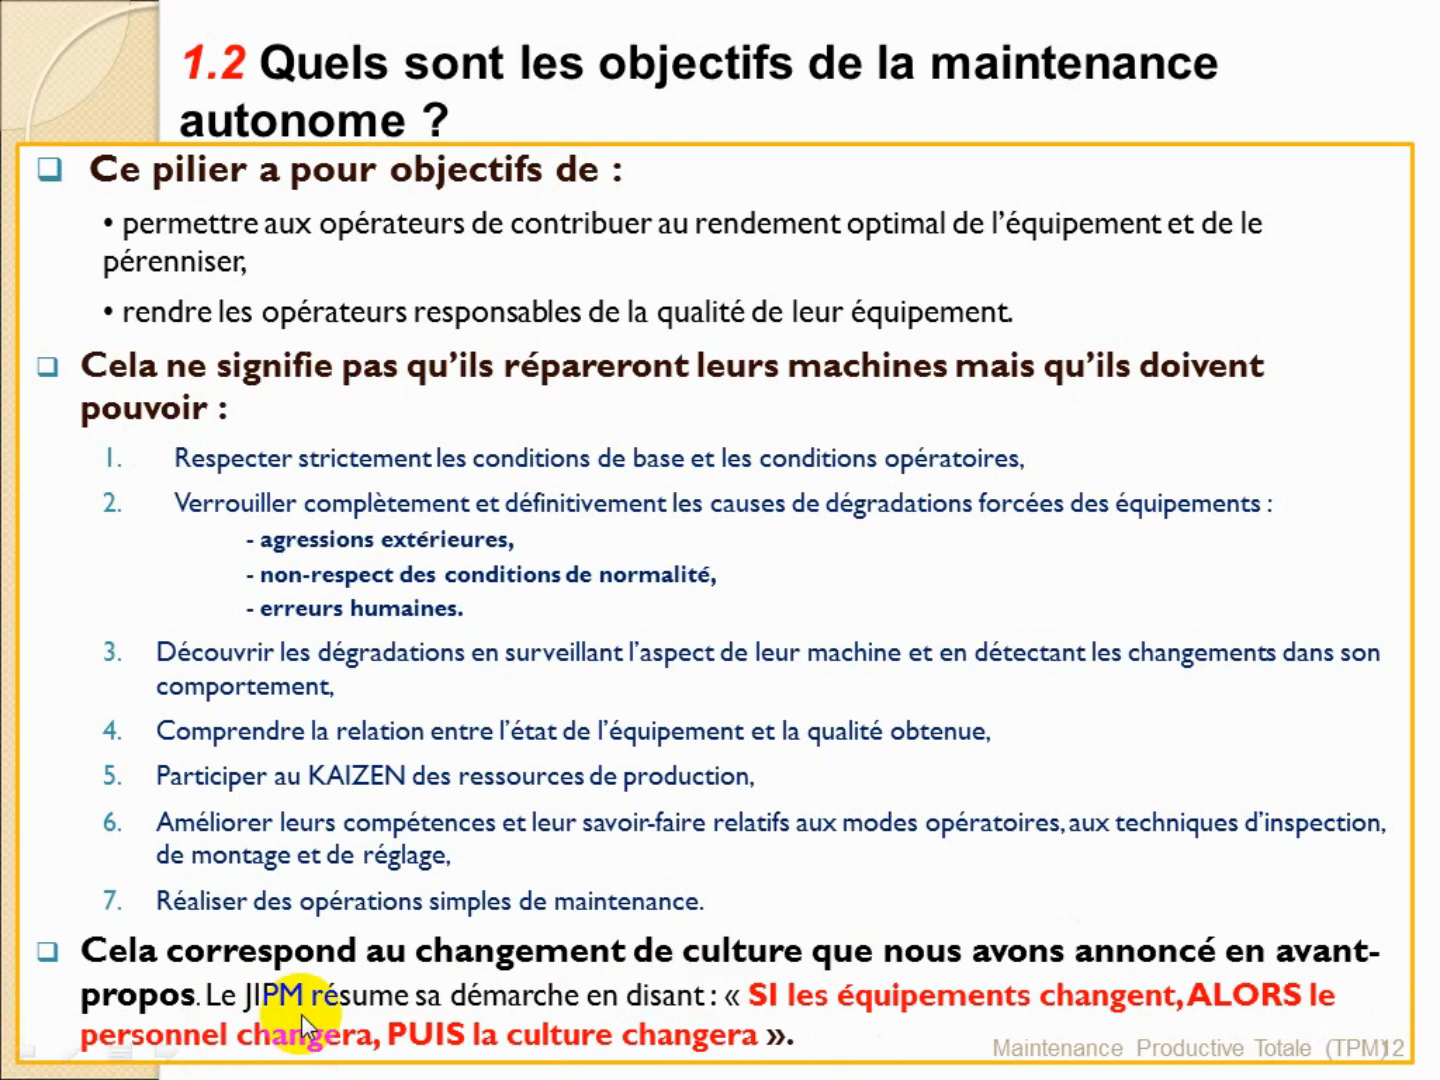 1.2 Quels sont les objectifs de la maintenance
autonome ?
Ce pilier a pour objectifs de :
• permettre aux opérateurs de contribuer au rendement optimal de l’équipement et de le
pérenniser,
• rendre les opérateurs responsables de la qualité de leur équipement.
Cela ne signifie pas qu’ils répareront leurs machines mais qu’ils doivent
pouvoir :
1. Respecter strictement les conditions de base et les conditions opératoires,
2. Verrouiller complètement et définitivement les causes de dégradations forcées des équipements :
- agressions extérieures,
- non-respect des conditions de normalité,
- erreurs humaines.
3. Découvrir les dégradations en surveillant l’aspect de leur machine et en détectant les changements dans son
comportement,
4. Comprendre la relation entre l’état de l’équipement et la qualité obtenue,
5. Participer au KAIZEN des ressources de production,
6. Améliorer leurs compétences et leur savoir-faire relatifs aux modes opératoires, aux techniques d’inspection,
de montage et de réglage,
7. Réaliser des opérations simples de maintenance.
Cela correspond au changement de culture que nous avons annoncé en avant-
propos. Le JIPM résume sa démarche en disant : « SI les équipements changent, ALORS le
personnel changera, PUIS la culture changera ».
Maintenance Productive Totale (TPM) 12